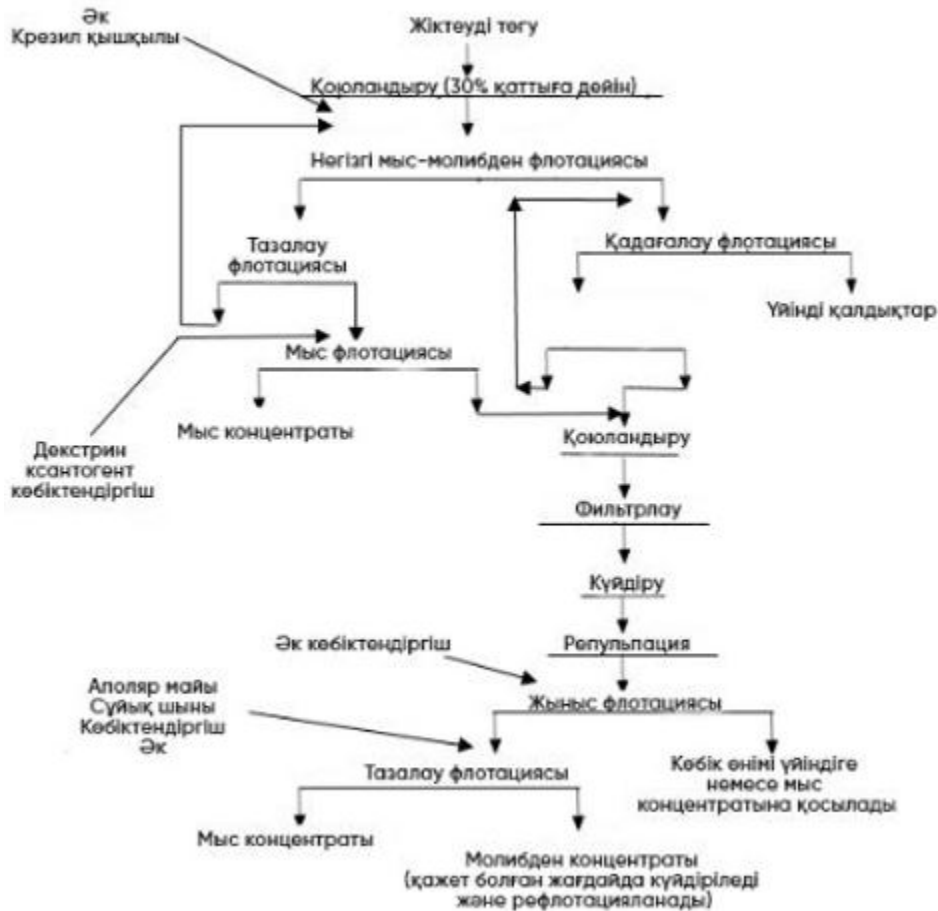 Әк
Крезил қышқылы
Жіктеуді төгу
Қоюландыру (30% қаттыға дейін)
Негізгі мыс-молибден флотациясы
Тазалау
флотациясы
Қадағалау флотациясы
Үйінді қалдықтар
Мыс флотациясы
Мыс концентраты
Декстрин
ксантогент
көбіктендіргіш
Қоюландыру
Фильтрлау
Күйдіру
Репульпация
Әк көбіктендіргіш
Жыныс флотациясы
Аполяр майы
Сұйық шыны
Көбіктендіргіш
Әк
Тазалау флотациясы
Көбік өнімі үйіндіге
немесе мыс
концентратына қосылады
Мыс концентраты
Молибден концентраты
(қажет болған жағдайда күйдіріледі
және рефлотацияланады)